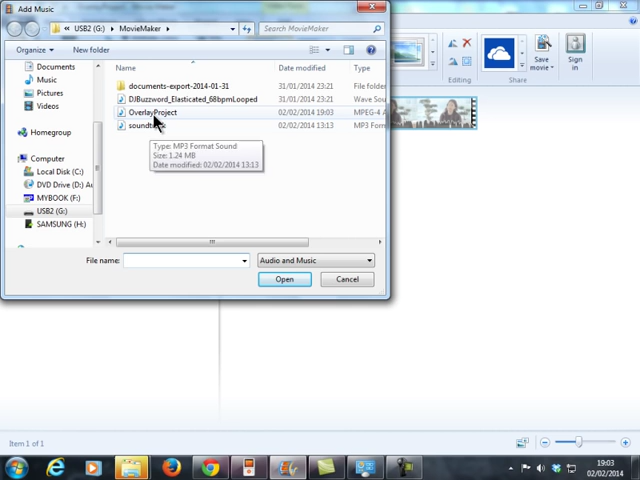 Add Music
« USB2 (G:) ▸ MovieMaker ▸
Search MovieMaker
Organize
New folder
Name
Date modified
Type
Documents
Music
Pictures
Videos
Homegroup
Computer
Local Disk (C:)
DVD Drive (D:) Au
MYBOOK (F:)
USB2 (G:)
SAMSUNG (H:)
documents-export-2014-01-31
31/01/2014 23:21
File folder
DJBuzzword_Elasticated_68bpmLooped
31/01/2014 23:21
Wave Sou
OverlayProject
02/02/2014 19:03
MPEG-4 A
02/02/2014 13:13
MP3 Form
Type: MP3 Format Sound
Size: 1.24 MB
Date modified: 02/02/2014 13:13
File name:
Audio and Music
Open
Cancel
Editing
Save
movie
Sign
in
Share
Item 1 of 1
19:03
02/02/2014